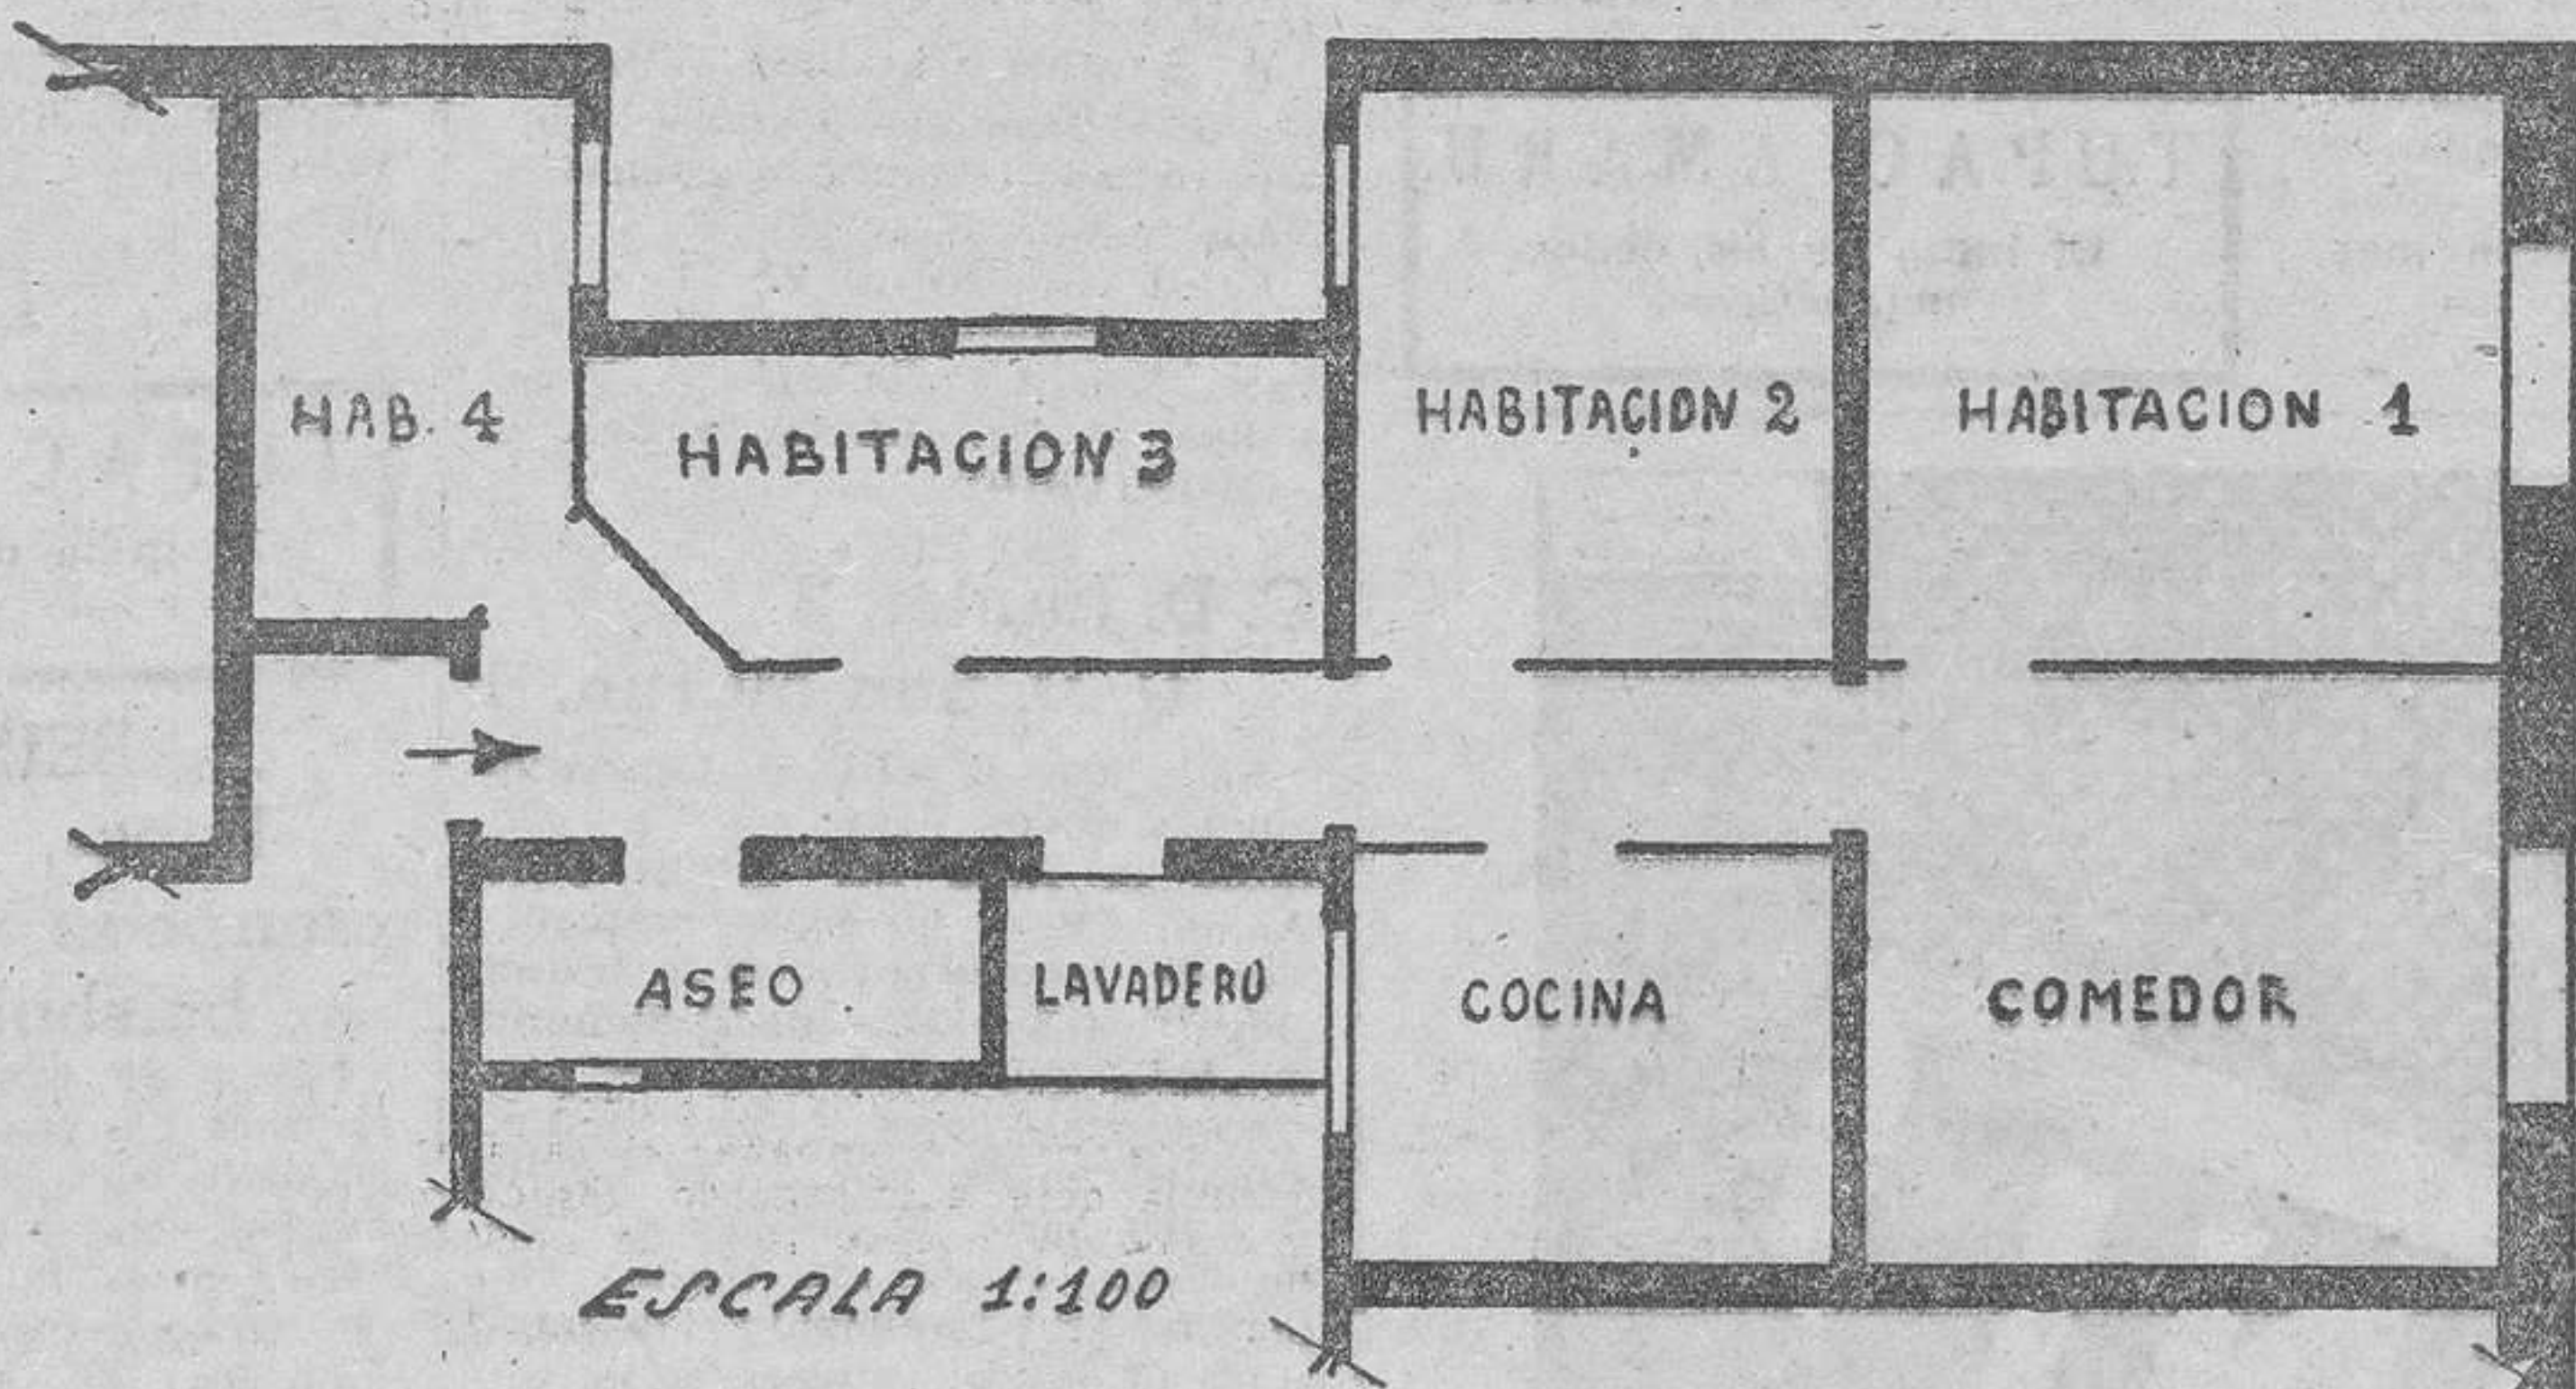 HAB. 4
HABITACION 3
HABITACION 2
HABITACION 1
ASEO
LAVADERO
COCINA
COMEDOR
ESCALA 1:100